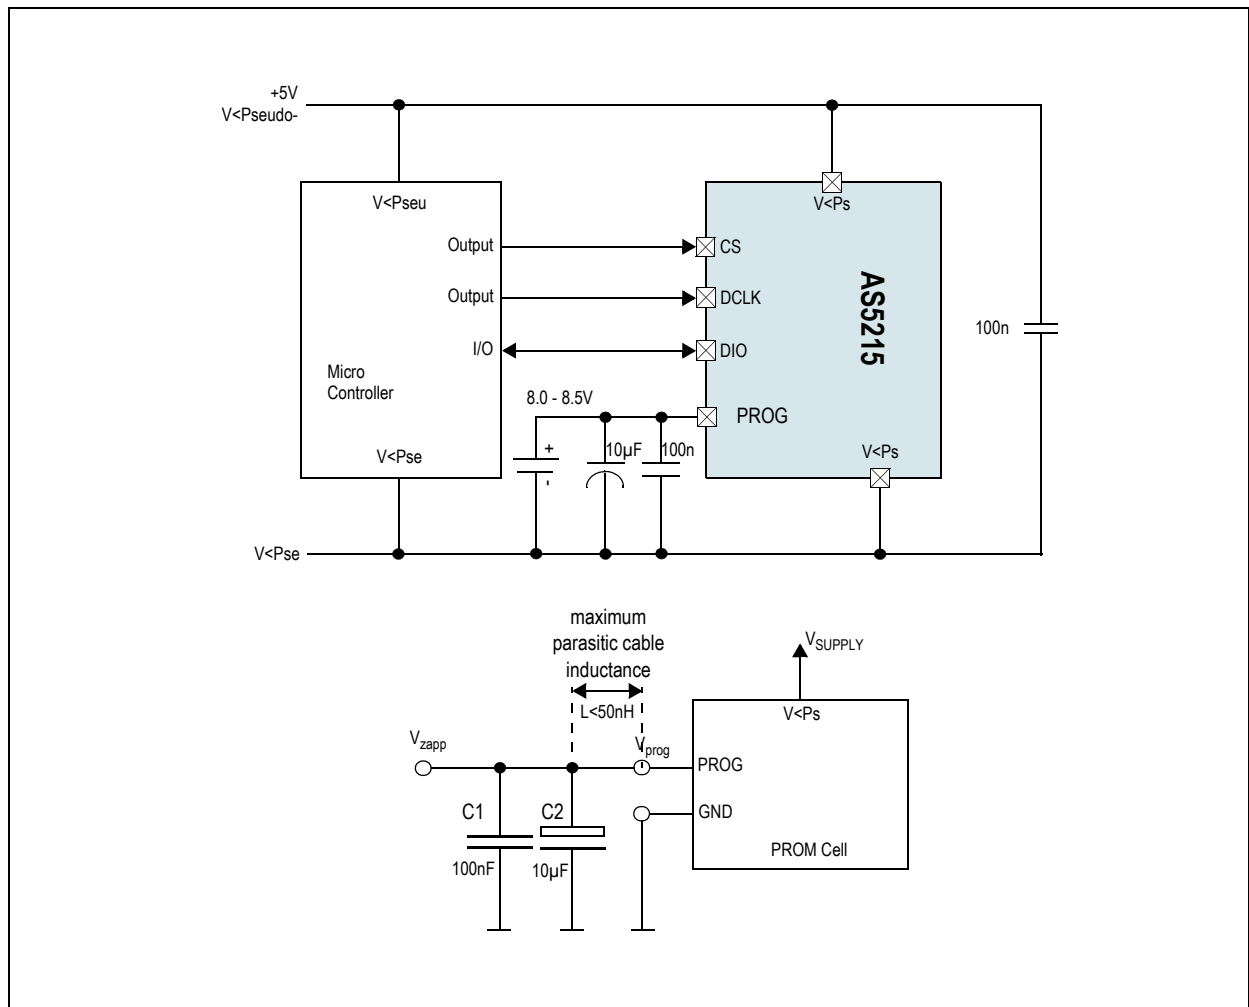 +5V
V<Pseudo-
V<Pseu
V<Ps
Output
CS
Output
DCLK
AS5215
100n
I/O
DIO
Micro
Controller
8.0 - 8.5V
PROG
+
10µF
100n
-
V<Pse
V<Ps
V<Pse
maximum
parasitic cable
inductance
L<50nH
VSUPPLY
V<Ps
Vzapp
Vprog
PROG
C1
C2
GND
100nF
10µF
PROM Cell